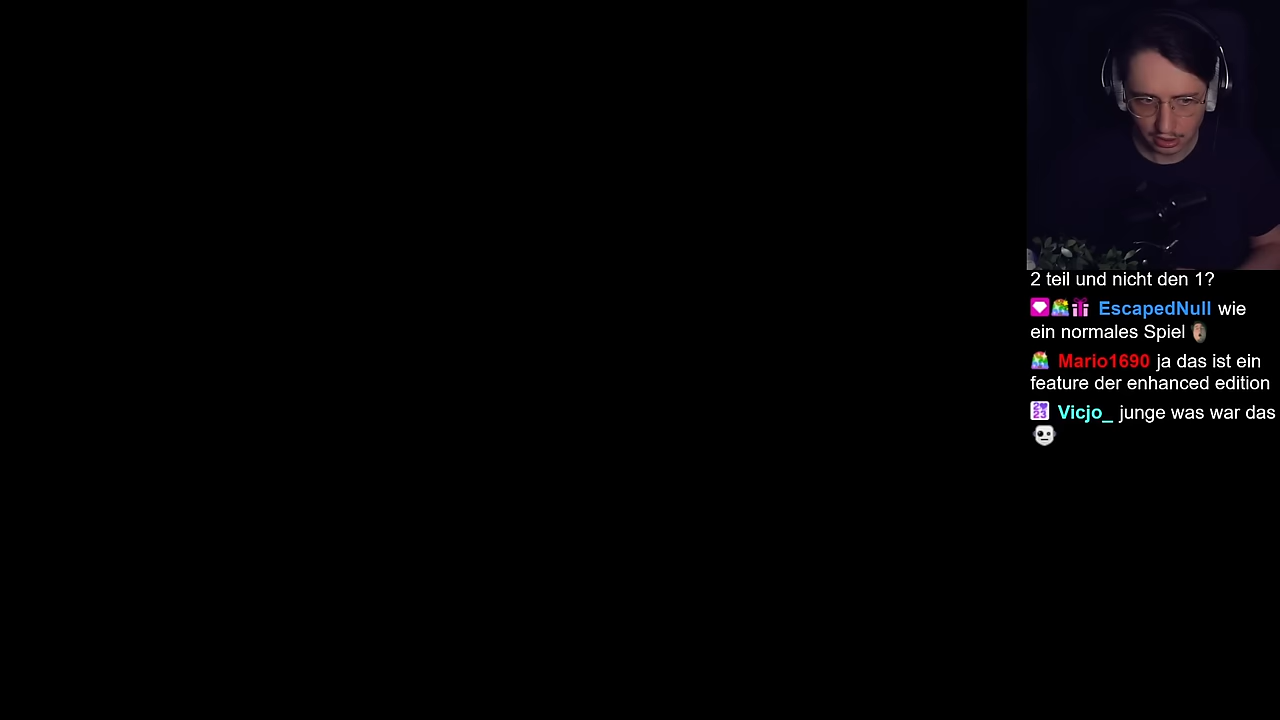 2 teil und nicht den 1?
EscapedNull wie
ein normales Spiel
Mario1690 ja das ist ein
feature der enhanced edition
Vicjo_ junge was war das